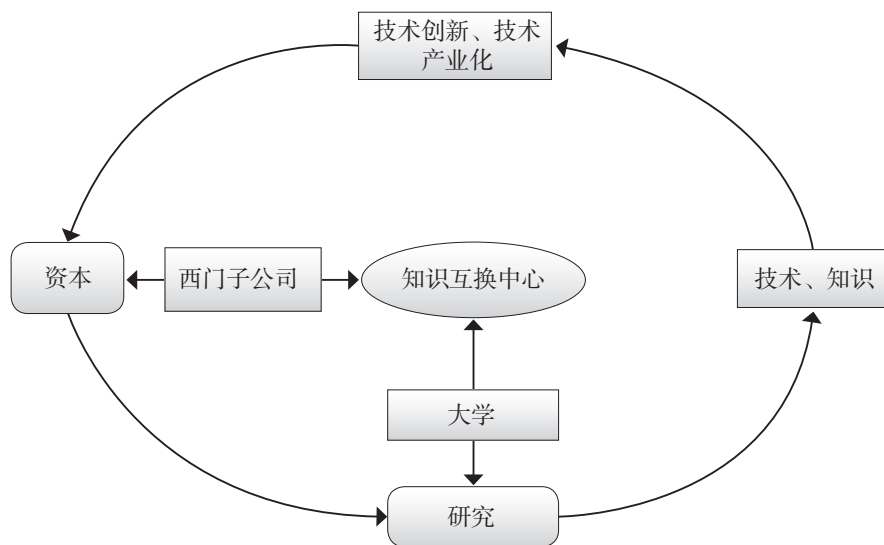 技术创新、技术
产业化
资本
西门子公司
知识互换中心
技术、知识
大学
研究